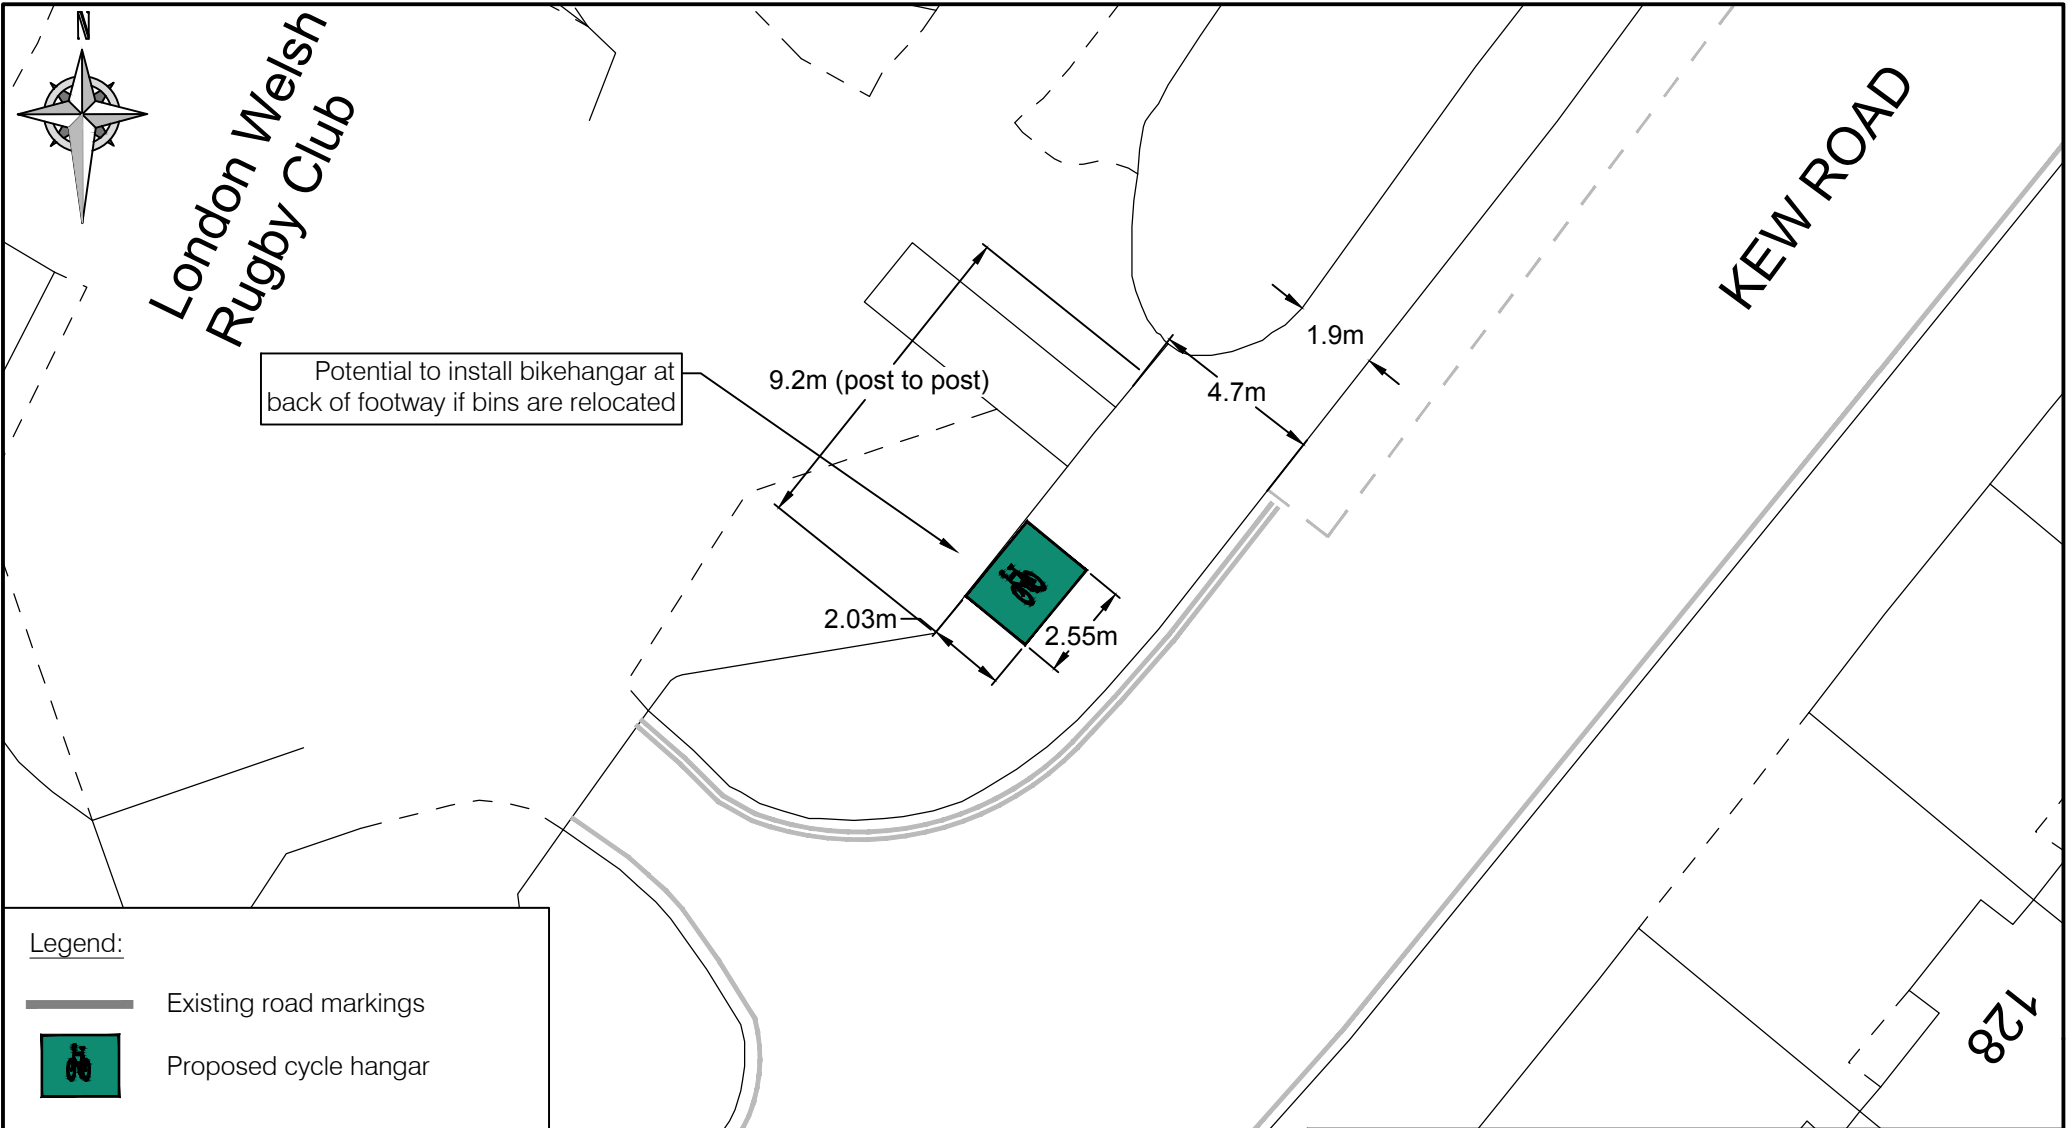 N
London Welsh
Rugby Club
KEW ROAD
1.9m
Potential to install bikehangar at
back of footway if bins are relocated
9.2m (post to post)
4.7m
2.03m
2.55m
Legend:
Existing road markings
Proposed cycle hangar
128